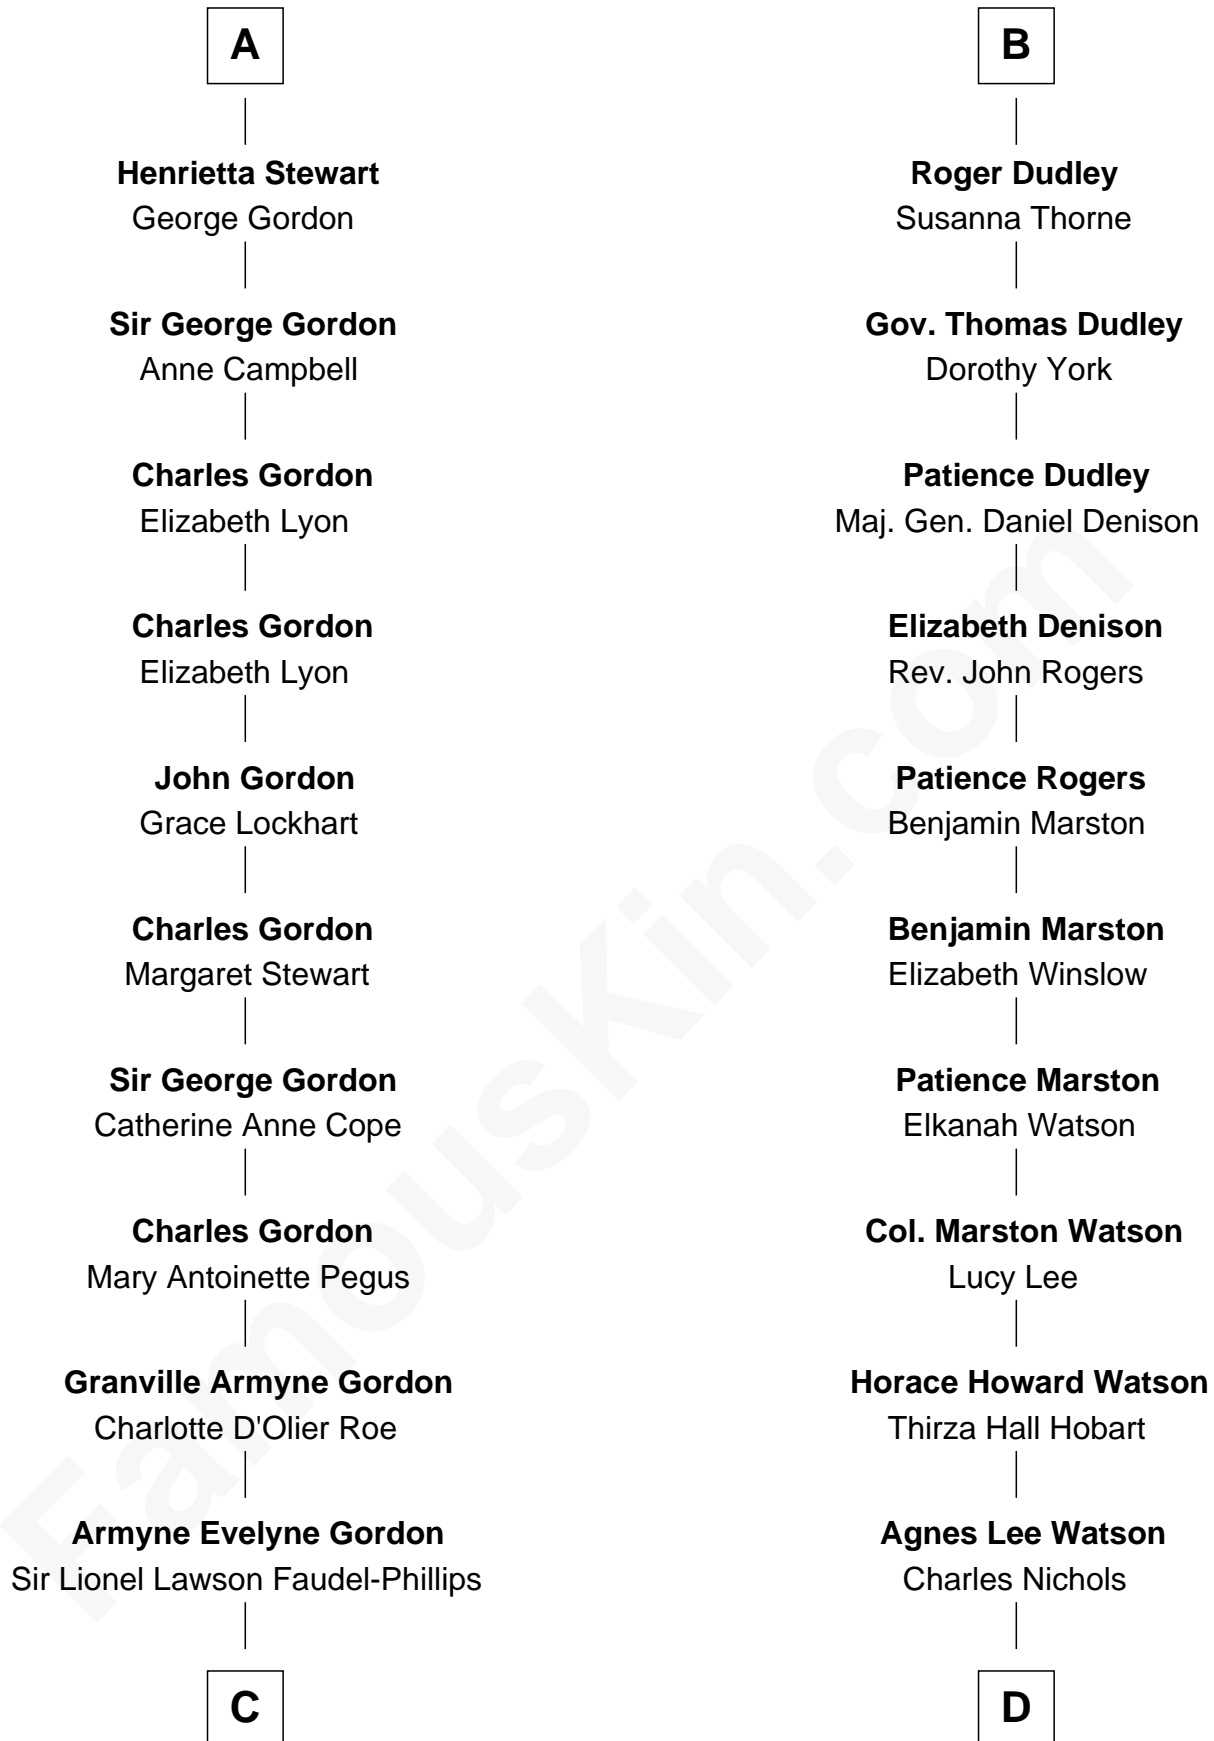 A
Henrietta Stewart
George Gordon
Sir George Gordon
Anne Campbell
Charles Gordon
Elizabeth Lyon
Charles Gordon
Elizabeth Lyon
John Gordon
Grace Lockhart
Charles Gordon
Margaret Stewart
Sir George Gordon
Catherine Anne Cope
Charles Gordon
Mary Antoinette Pegus
Granville Armyne Gordon
Charlotte D'Olier Roe
Armyne Evelyne Gordon
Sir Lionel Lawson Faudel-Phillips
C
B
Roger Dudley
Susanna Thorne
Gov. Thomas Dudley
Dorothy York
Patience Dudley
Maj. Gen. Daniel Denison
Elizabeth Denison
Rev. John Rogers
Patience Rogers
Benjamin Marston
Benjamin Marston
Elizabeth Winslow
Patience Marston
Elkanah Watson
Col. Marston Watson
Lucy Lee
Horace Howard Watson
Thirza Hall Hobart
Agnes Lee Watson
Charles Nichols
D
FamousKin.com